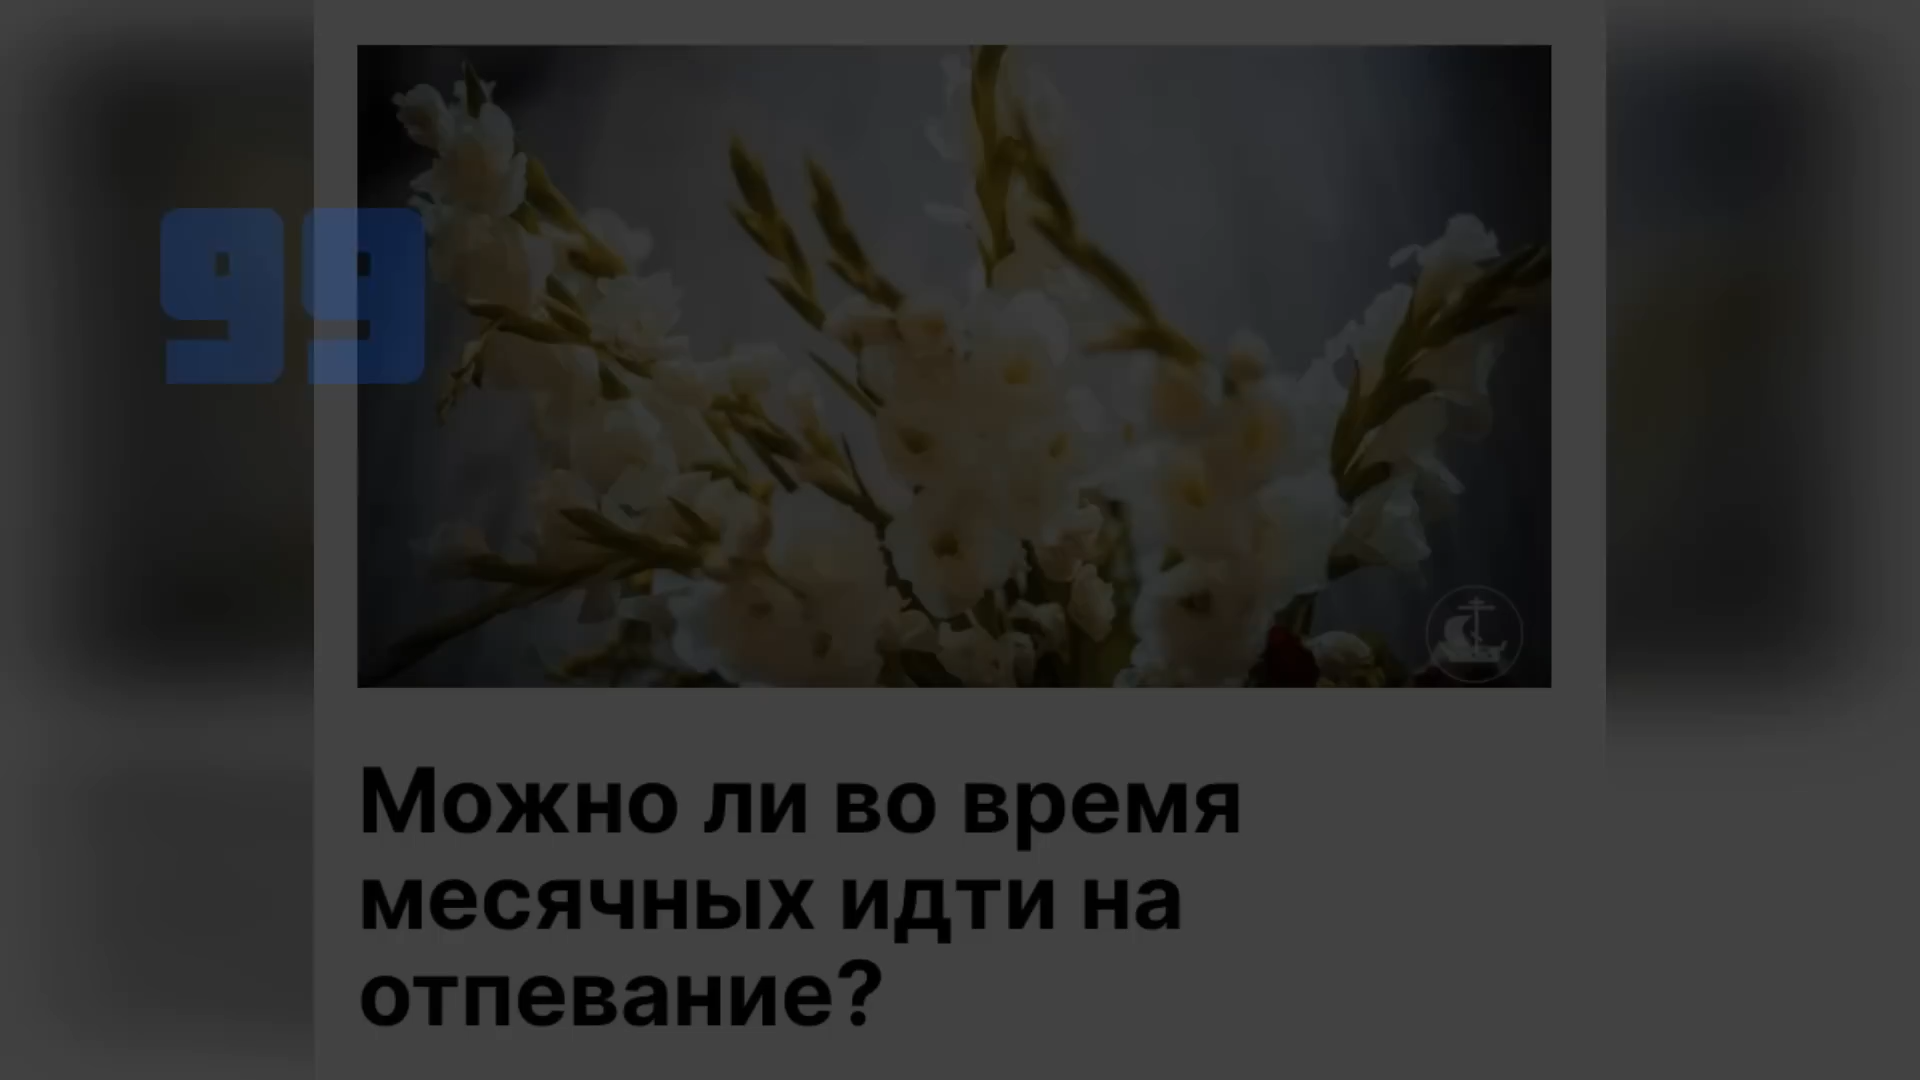 99
Можно ли во время
месячных идти на
отпевание?